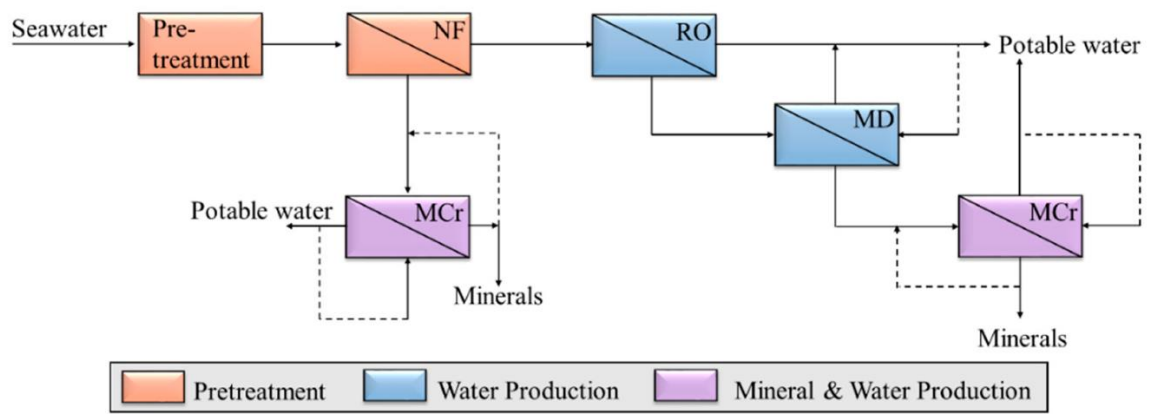 Seawater
Pre-
treatment
NF
RO
Potable water
MD
Potable water
MCr
MCr
Minerals
Minerals
Pretreatment
Water Production
Mineral & Water Production